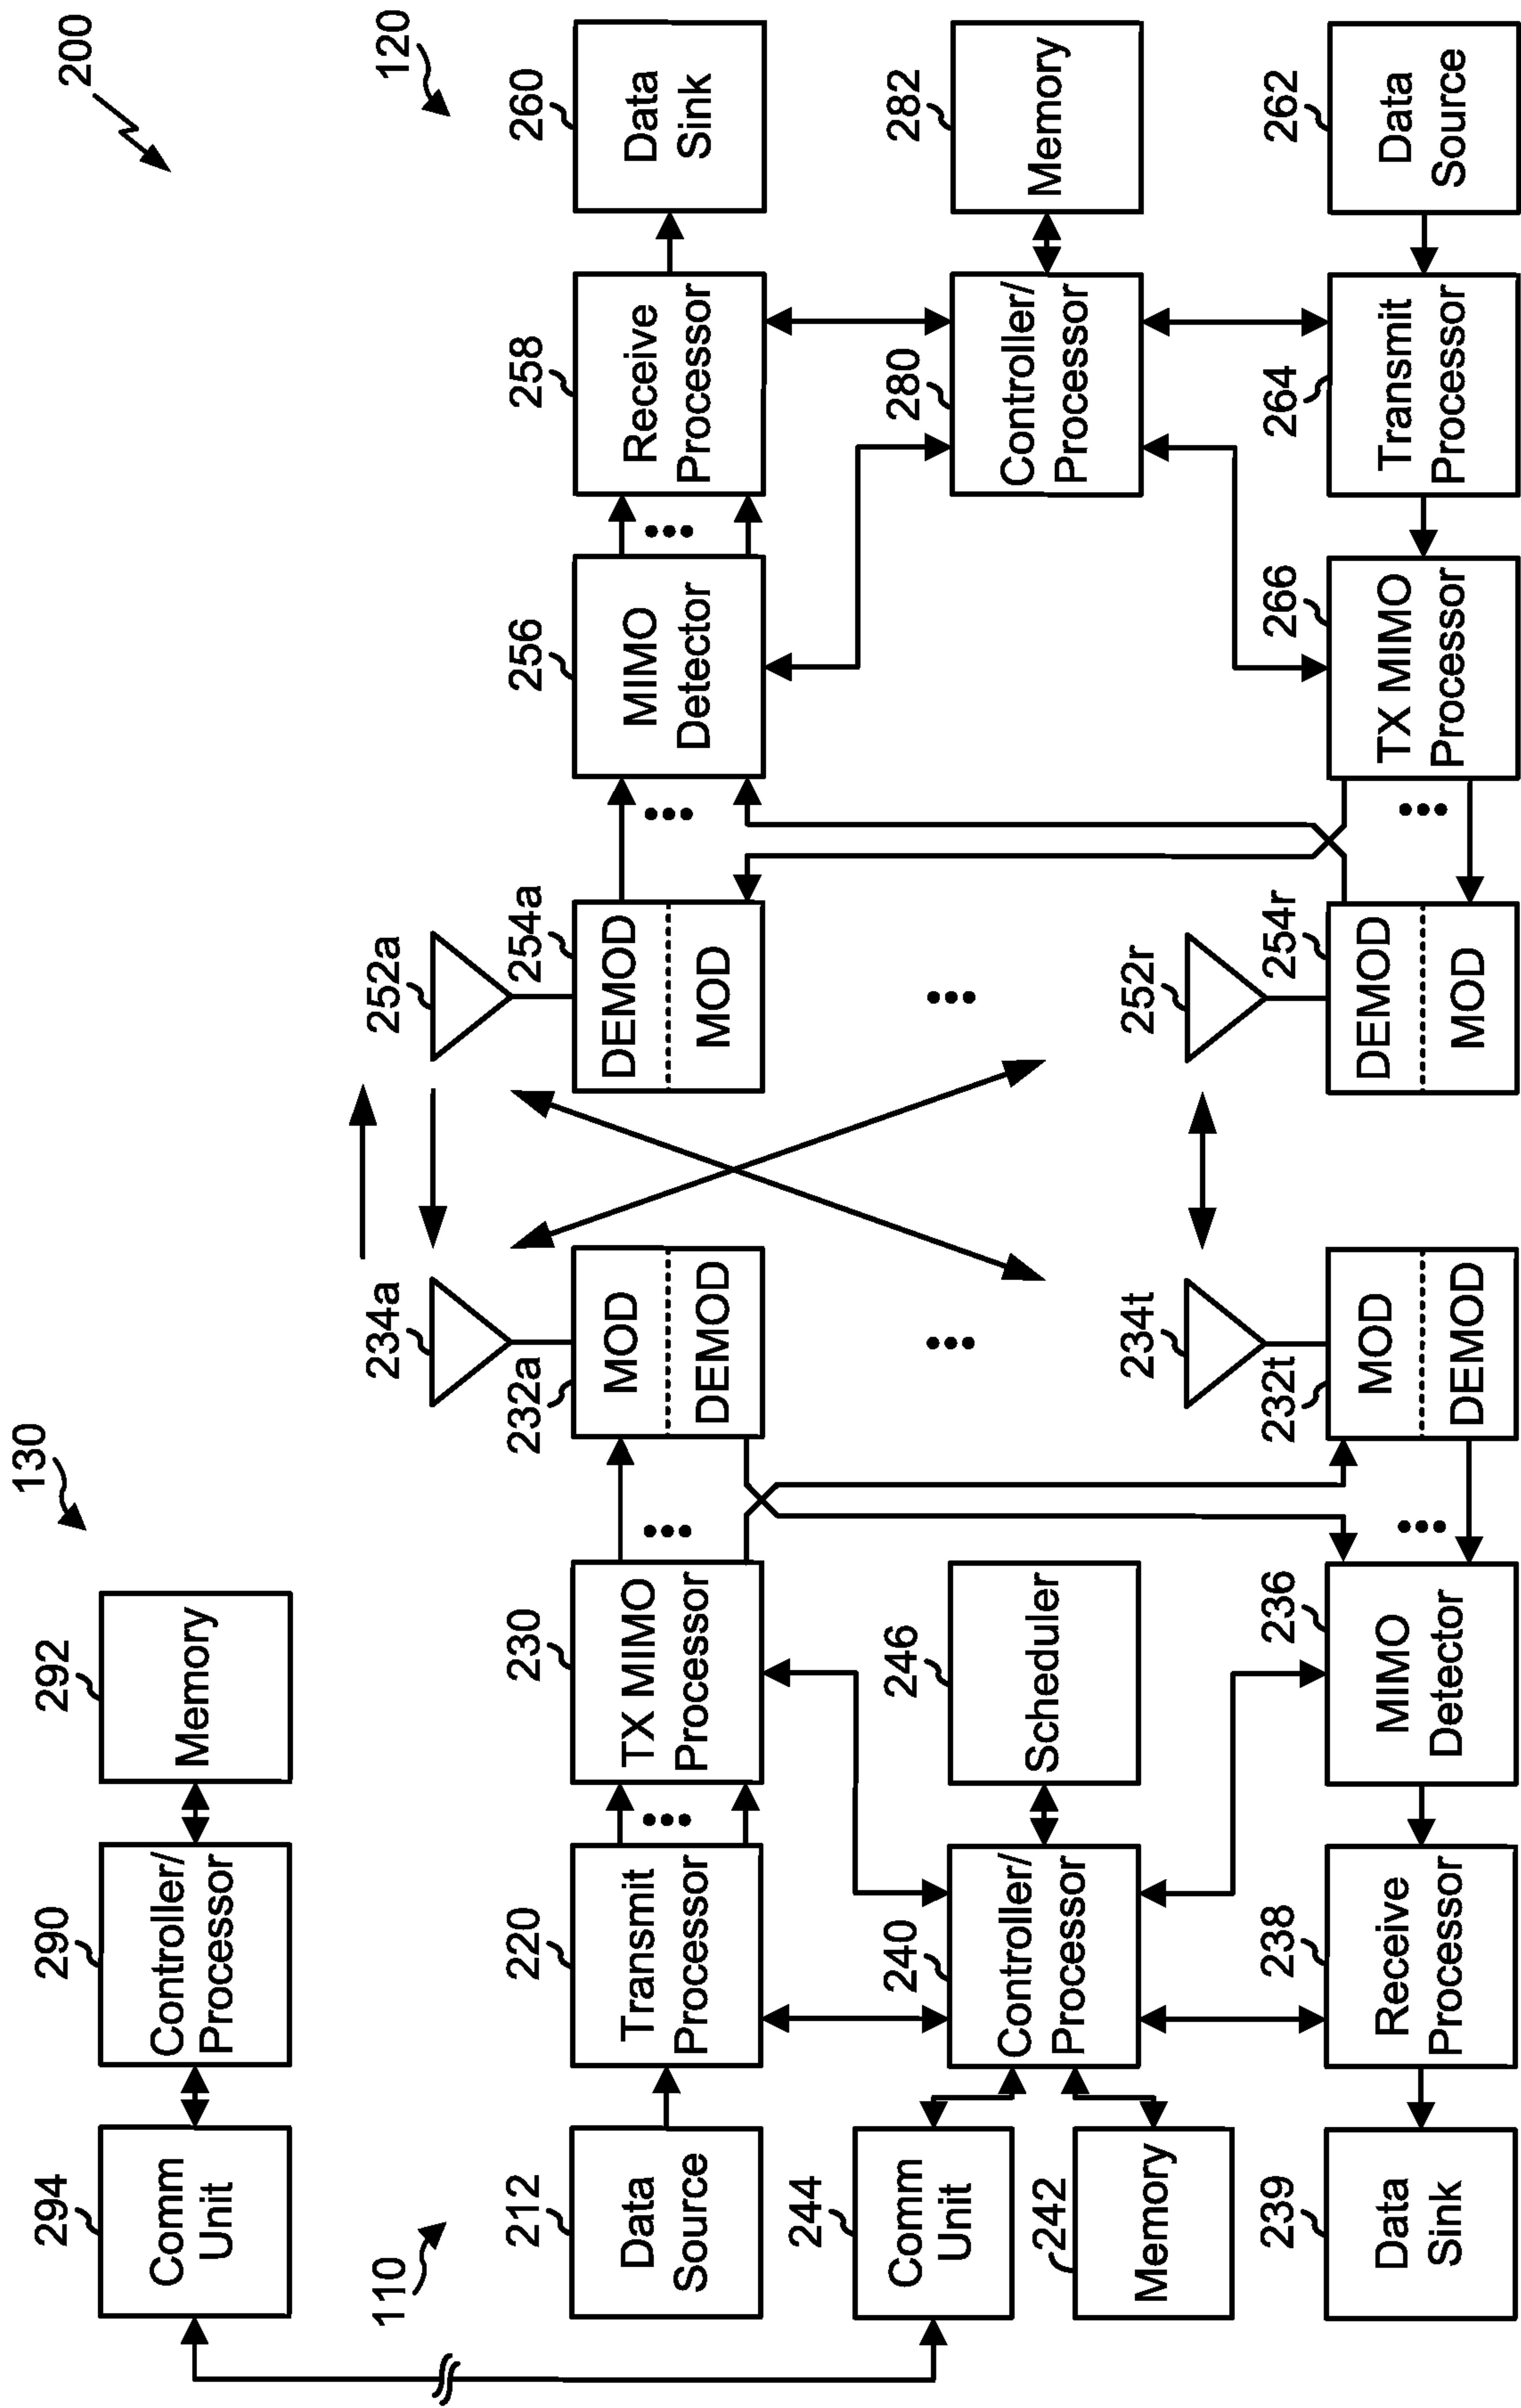 200
130
294
Comm
Unit
290
Controller/
Processor
292
Memory
110
120
212
Data
Source
220
Transmit
Processor
230
TX MIMO
Processor
232a
MOD
DEMOD
234a
252a
254a
DEMOD
MOD
256
MIMO
Detector
258
Receive
Processor
260
Data
Sink
244
Comm
Unit
242
Memory
240
Controller/
Processor
246
Scheduler
280
Controller/
Processor
282
Memory
239
Data
Sink
238
Receive
Processor
236
MIMO
Detector
232t
MOD
DEMOD
234t
252r
254r
DEMOD
MOD
266
TX MIMO
Processor
264
Transmit
Processor
262
Data
Source